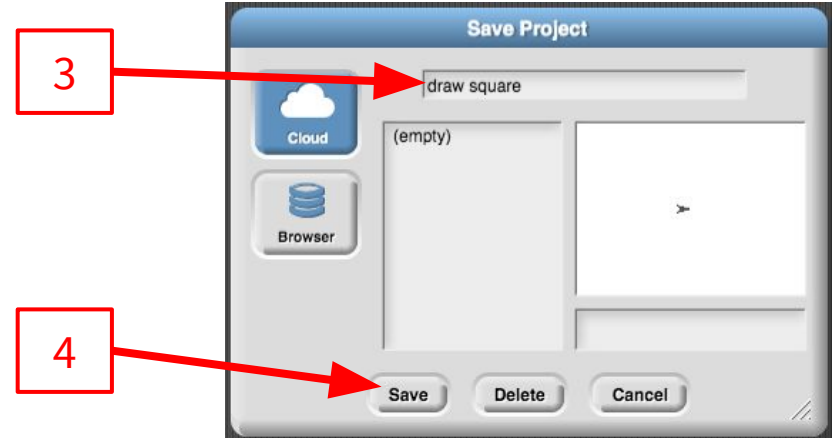 Save Project
3
draw square
Cloud
(empty)
Browser
4
Save Delete Cancel